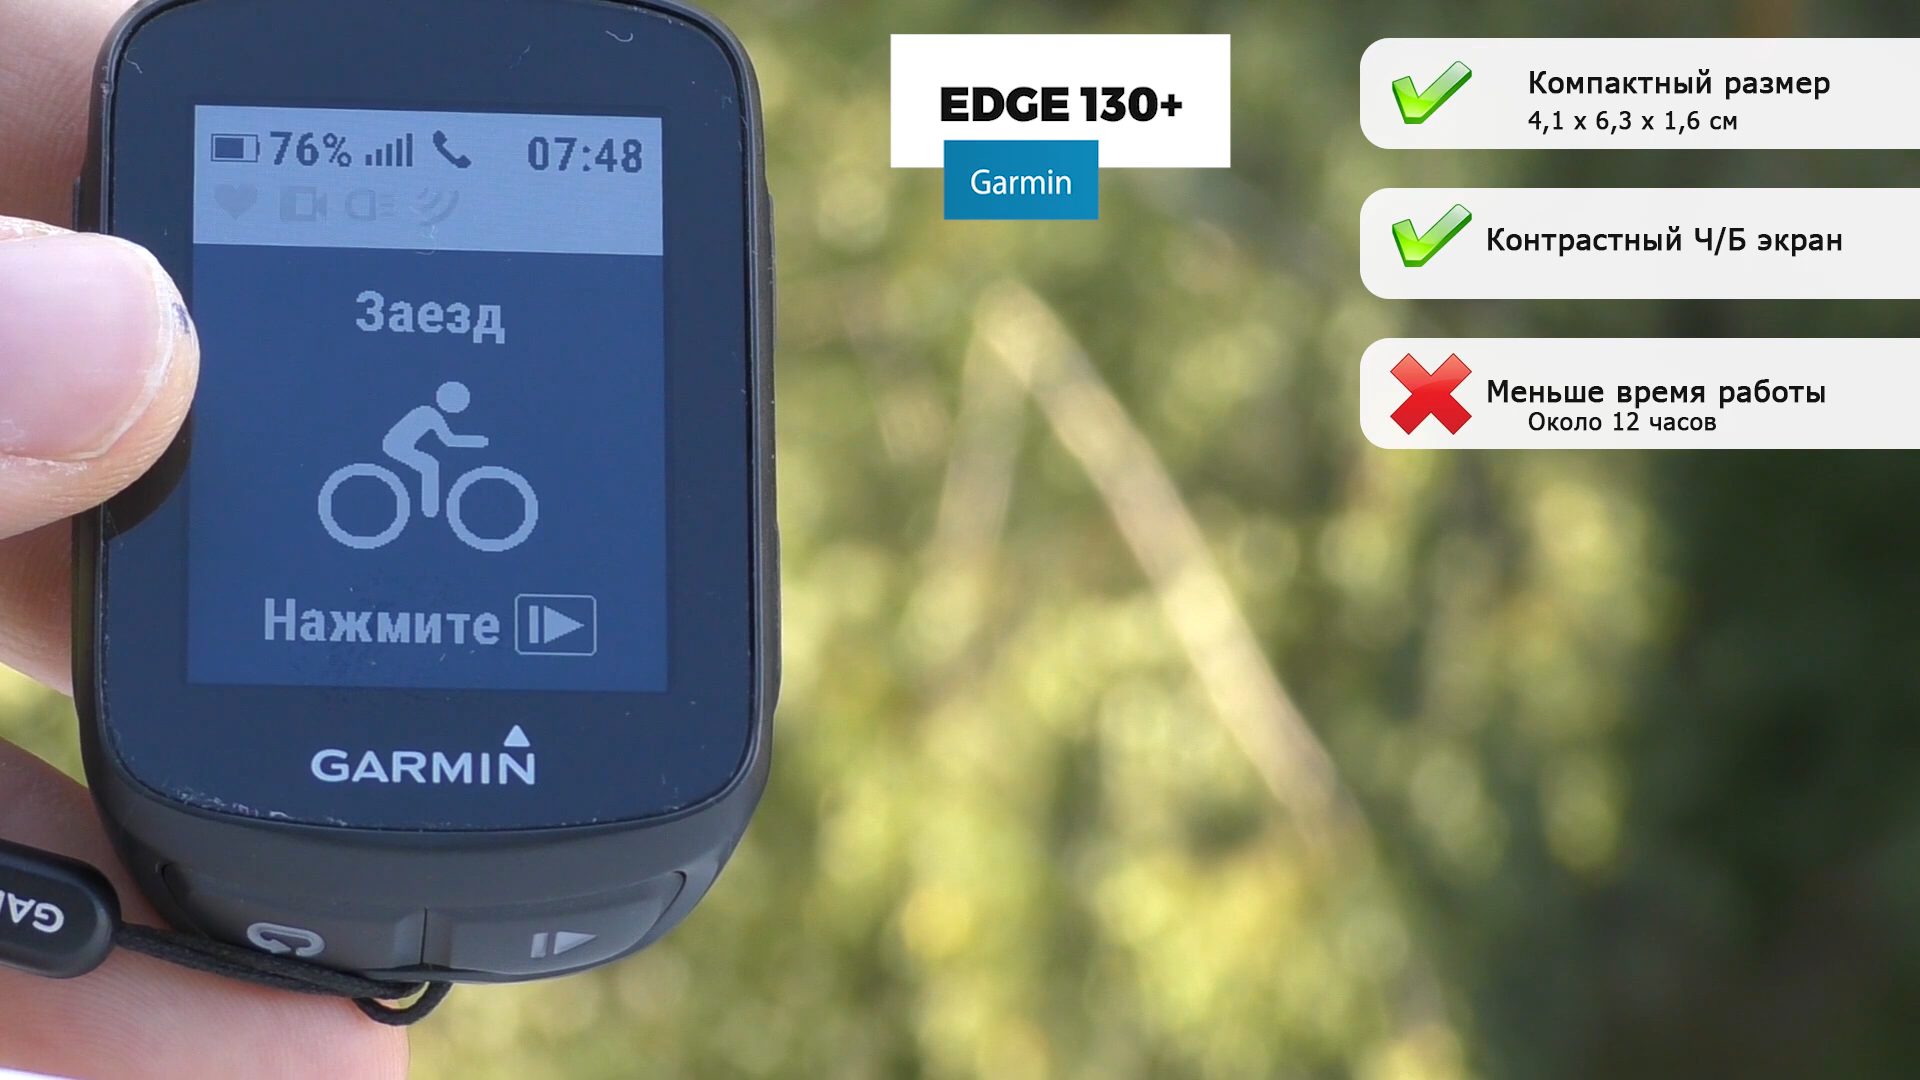 76% 07:48
Заезд
Нажмите
GARMIN
GA
EDGE 130+
Garmin
Компактный размер
4,1 x 6,3 x 1,6 см
Контрастный Ч/Б экран
Меньше время работы
Около 12 часов